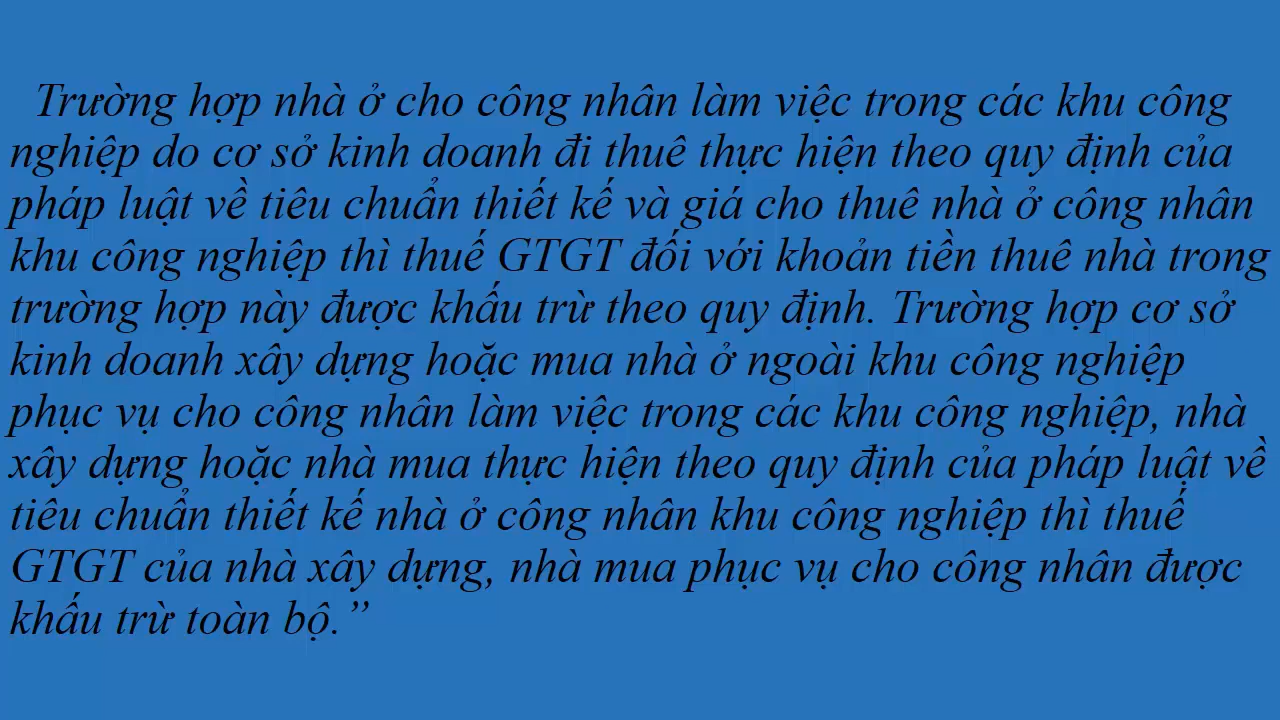 Trường hợp nhà ở cho công nhân làm việc trong các khu công
nghiệp do cơ sở kinh doanh đi thuê thực hiện theo quy định của
pháp luật về tiêu chuẩn thiết kế và giá cho thuê nhà ở công nhân
khu công nghiệp thì thuế GTGT đối với khoản tiền thuê nhà trong
trường hợp này được khấu trừ theo quy định. Trường hợp cơ sở
kinh doanh xây dựng hoặc mua nhà ở ngoài khu công nghiệp
phục vụ cho công nhân làm việc trong các khu công nghiệp, nhà
xây dựng hoặc nhà mua thực hiện theo quy định của pháp luật về
tiêu chuẩn thiết kế nhà ở công nhân khu công nghiệp thì thuế
GTGT của nhà xây dựng, nhà mua phục vụ cho công nhân được
khấu trừ toàn bộ.”